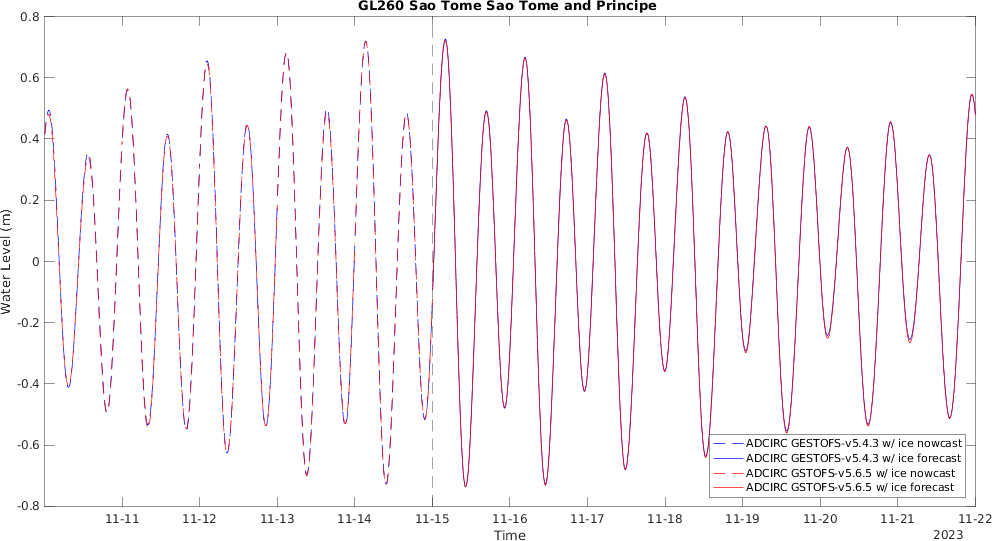 GL260 Sao Tome Sao Tome and Principe
0.8
0.6
0.4
0.2
0
-0.2
-0.4
-0.6
-0.8
Water Level (m)
ADCIRC GESTOFS-v5.4.3 w/ ice nowcast
ADCIRC GESTOFS-v5.4.3 w/ ice forecast
ADCIRC GSTOFS-v5.6.5 w/ ice nowcast
ADCIRC GSTOFS-v5.6.5 w/ ice forecast
11-11 11-12 11-13 11-14 11-15 11-16 11-17 11-18 11-19 11-20 11-21 11-22
Time
2023